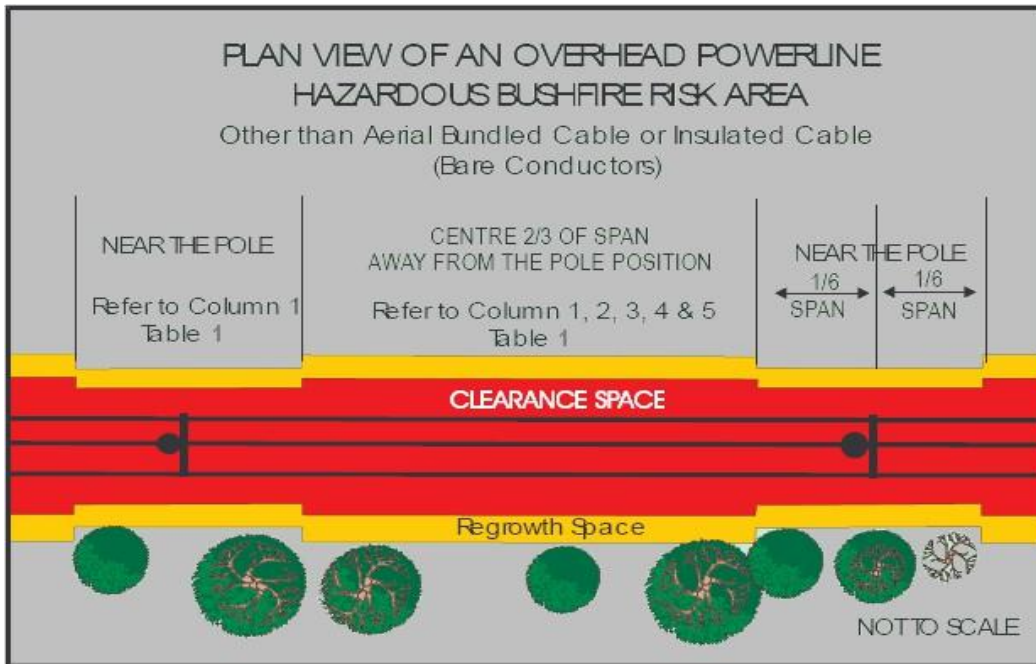 PLAN VIEW OF AN OVERHEAD POWERLINE
HAZARDOUS BUSHFIRE RISK AREA
Other than Aerial Bundled Cable or Insulated Cable
(Bare Conductors)
NEAR THE POLE
Refer to Column 1
Table 1
CENTRE 2/3 OF SPAN
AWAY FROM THE POLE POSITION
Refer to Column 1, 2, 3, 4 & 5
Table 1
NEAR THE POLE
1/6
SPAN
1/6
SPAN
CLEARANCE SPACE
Regrowth Space
NOT TO SCALE